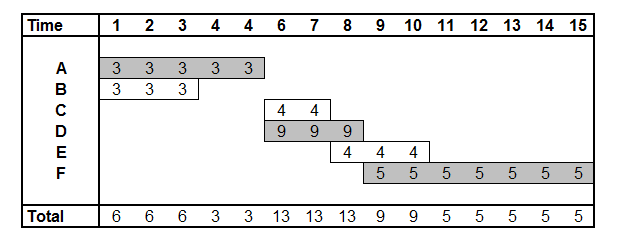 Time 1 2 3 4 4 6 7 8 9 10 11 12 13 14 15
A 3 3 3 3 3
B 3 3 3
C 4 4
D 9 9 9
E 4 4 4
F 5 5 5 5 5 5 5
Total 6 6 6 3 3 13 13 13 9 9 5 5 5 5 5